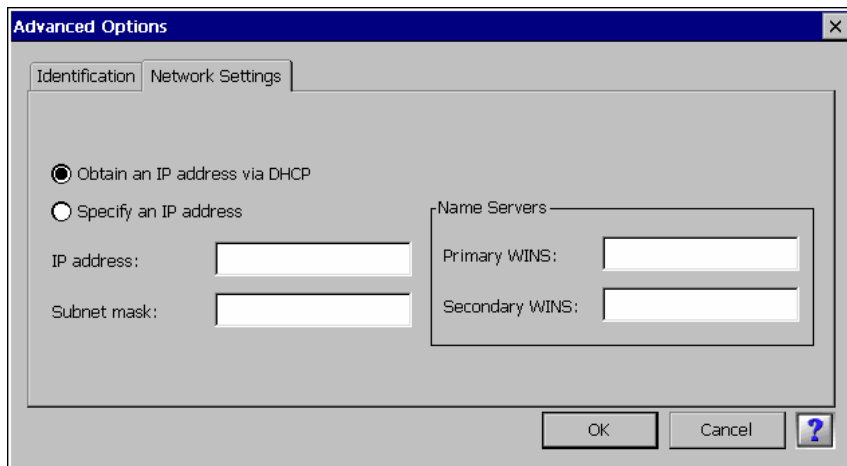 Advanced Options
Identification
Network Settings
Obtain an IP address via DHCP
Specify an IP address
IP address:
Subnet mask:
Name Servers
Primary WINS:
Secondary WINS:
OK
Cancel
?